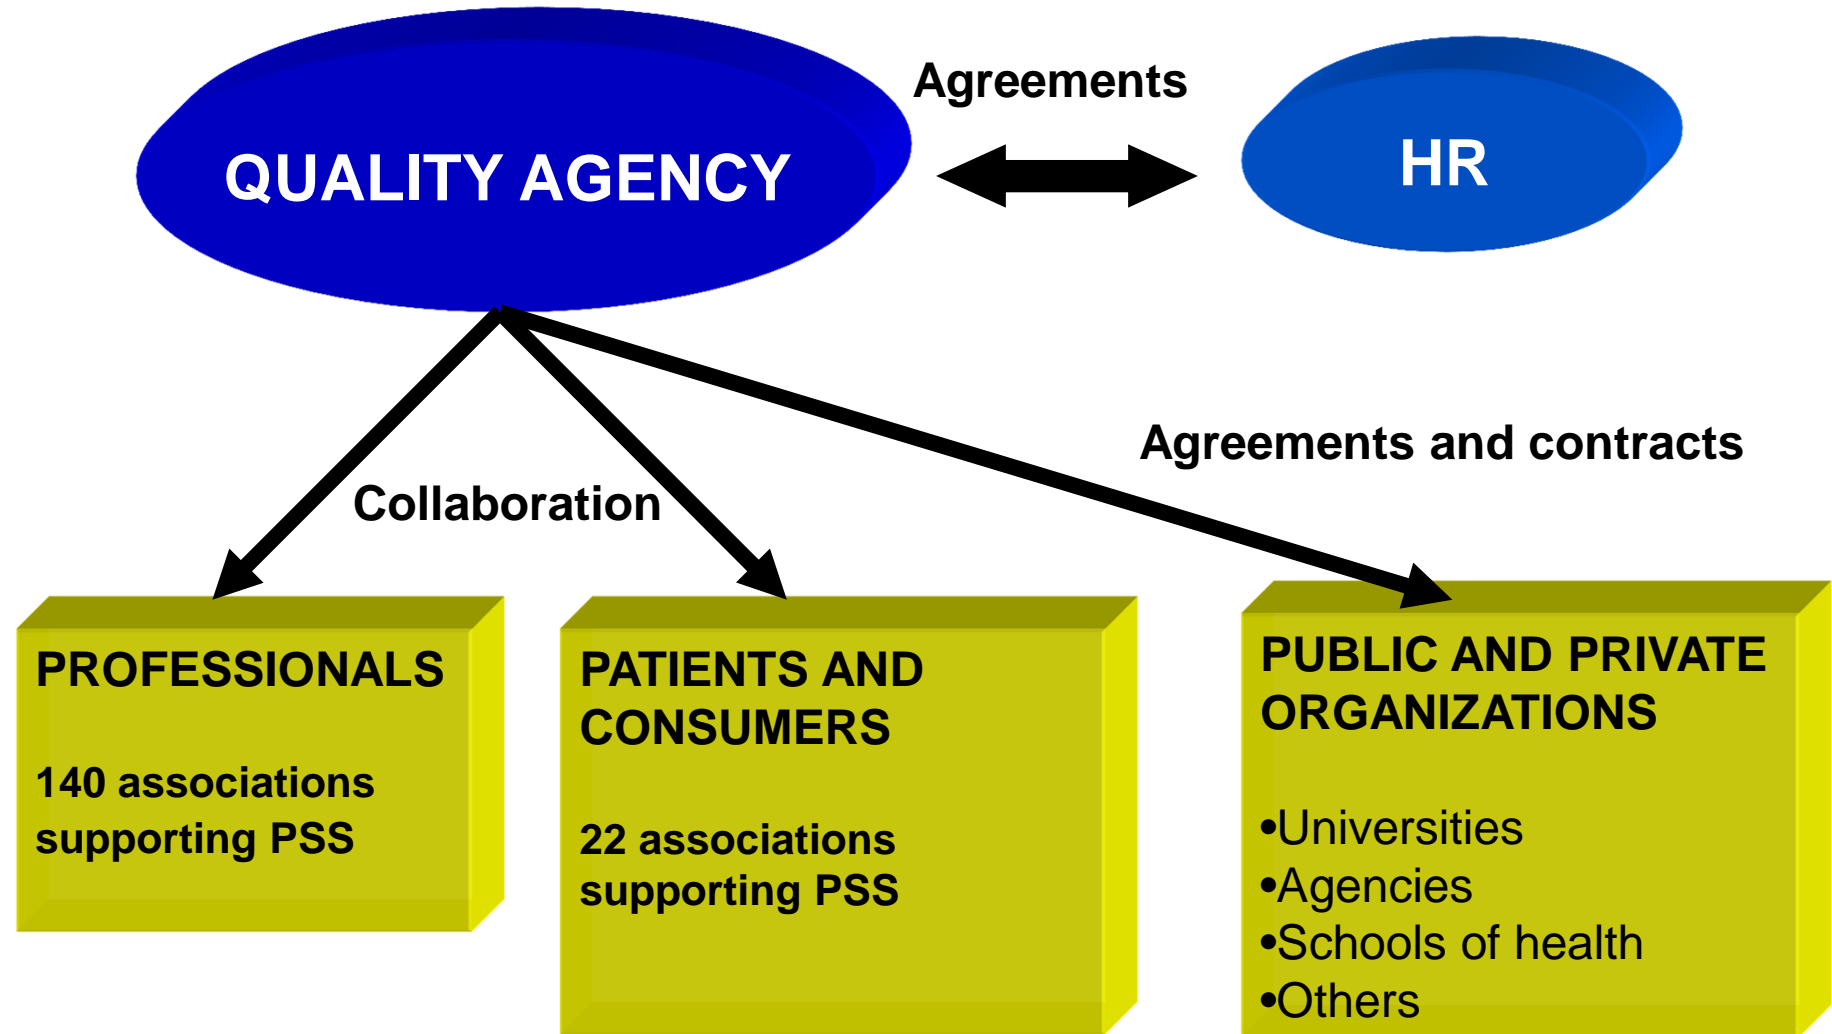 Agreements
QUALITY AGENCY
HR
Agreements and contracts
Collaboration
PROFESSIONALS
140 associations
supporting PSS
PATIENTS AND
CONSUMERS
22 associations
supporting PSS
PUBLIC AND PRIVATE
ORGANIZATIONS
•Universities
•Agencies
•Schools of health
•Others